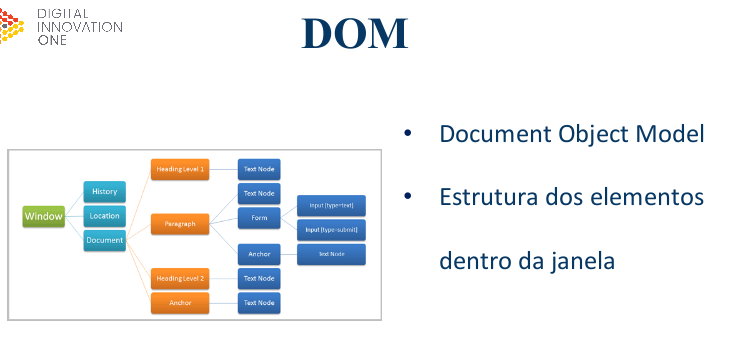 DIGITAL
INNOVATION
ONE
DOM
• Document Object Model
• Estrutura dos elementos
dentro da janela
Window
History
Location
Document
Heading Level 1
Paragraph
Heading Level 2
Anchor
Text Node
Text Node
Form
Anchor
Text Node
Text Node
Input [type=text]
Input [type=submit]
Text Node